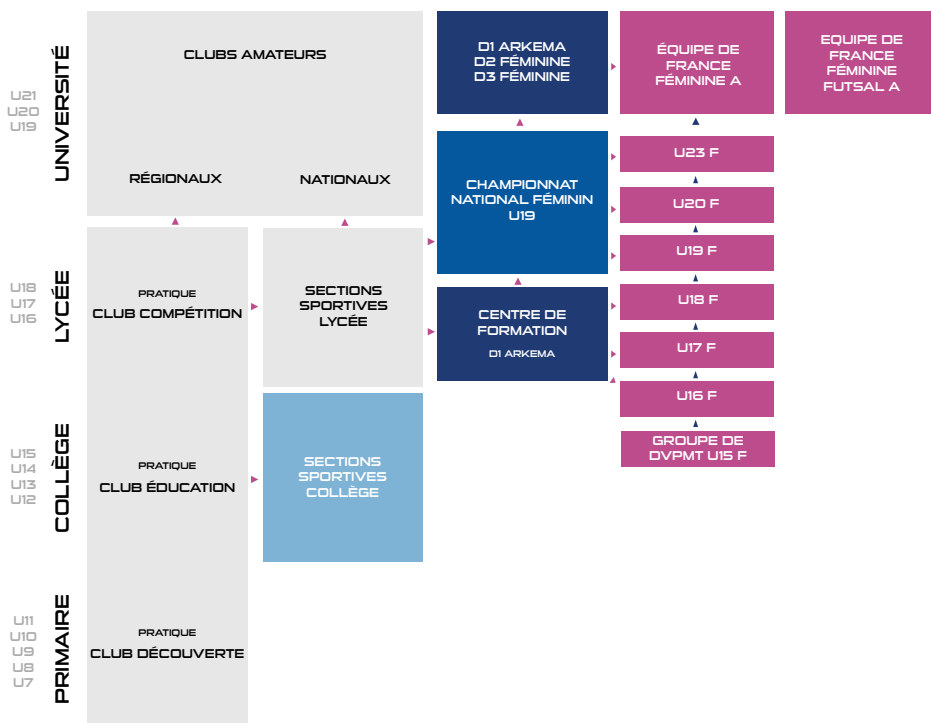 UNIVERSITÉ
U21
U20
U19
CLUBS AMATEURS
RÉGIONAUX
NATIONAUX
D1 ARKEMA
D2 FÉMININE
D3 FÉMININE
ÉQUIPE DE
FRANCE
FÉMININE A
EQUIPE DE
FRANCE
FÉMININE
FUTSAL A
CHAMPIONNAT
NATIONAL FÉMININ
U19
U23 F
U20 F
U19 F
LYCÉE
U18
U17
U16
PRATIQUE
CLUB COMPÉTITION
SECTIONS
SPORTIVES
LYCÉE
CENTRE DE
FORMATION
D1 ARKEMA
U18 F
U17 F
U16 F
COLLÈGE
U15
U14
U13
U12
PRATIQUE
CLUB ÉDUCATION
SECTIONS
SPORTIVES
COLLÈGE
GROUPE DE
DVPMT U15 F
PRIMAIRE
U11
U10
U9
U8
U7
PRATIQUE
CLUB DÉCOUVERTE